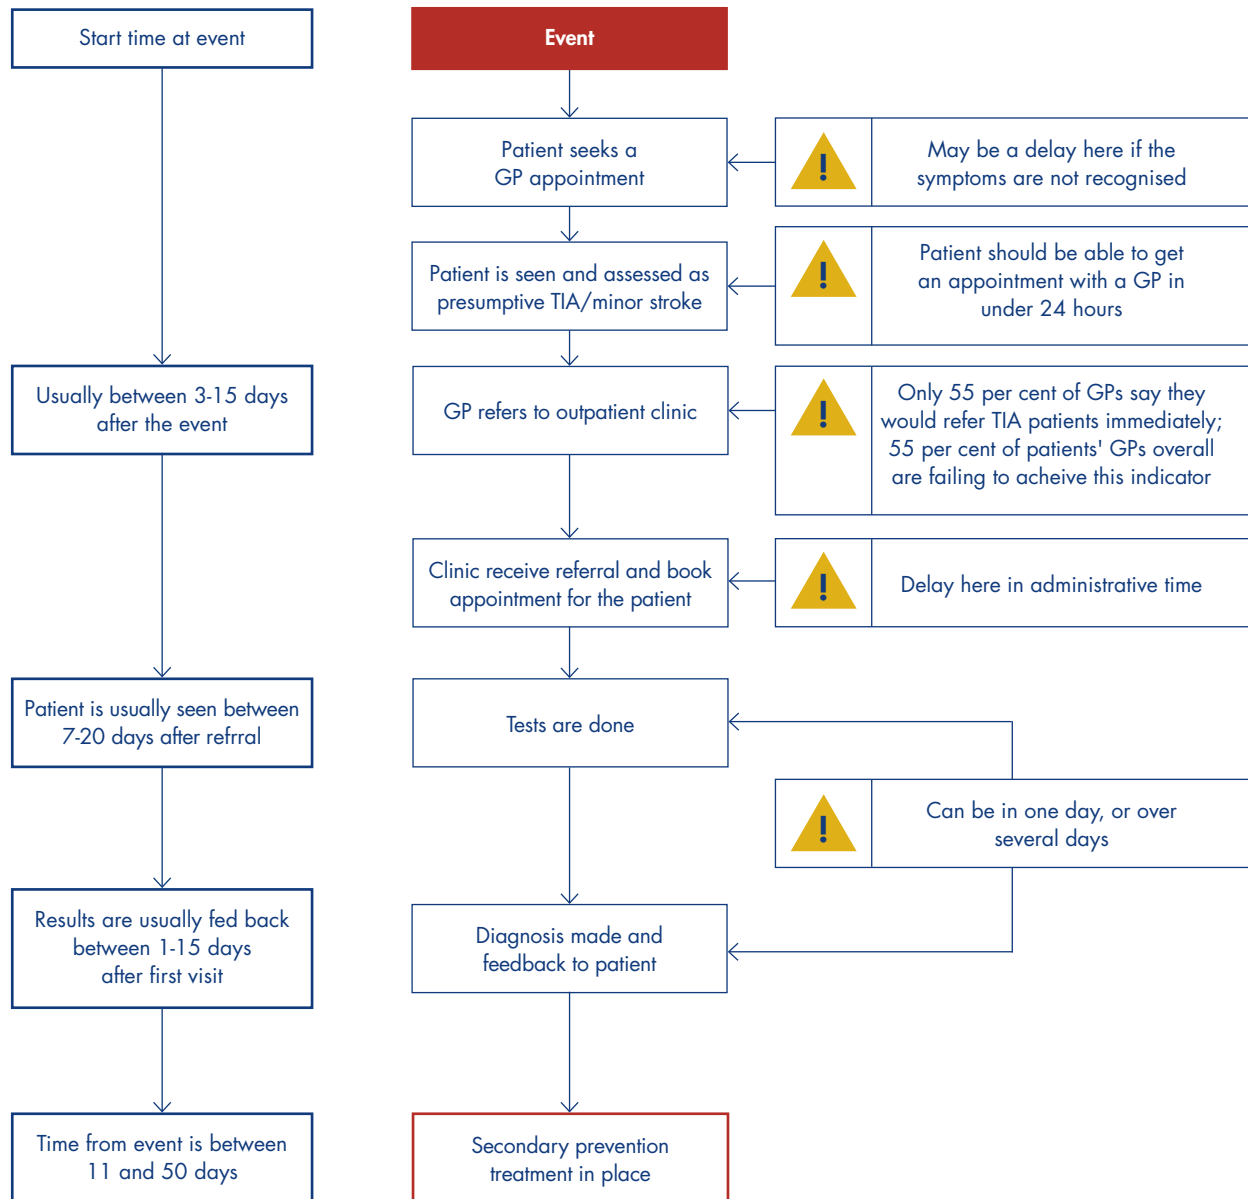 Start time at event
Event
Patient seeks a
GP appointment
!
May be a delay here if the
symptoms are not recognised
Patient is seen and assessed as
presumptive TIA/minor stroke
!
Patient should be able to get
an appointment with a GP in
under 24 hours
Usually between 3-15 days
after the event
GP refers to outpatient clinic
!
Only 55 per cent of GPs say they
would refer TIA patients immediately;
55 per cent of patients' GPs overall
are failing to acheive this indicator
Clinic receive referral and book
appointment for the patient
!
Delay here in administrative time
Patient is usually seen between
7-20 days after refrral
Tests are done
!
Can be in one day, or over
several days
Results are usually fed back
between 1-15 days
after first visit
Diagnosis made and
feedback to patient
Time from event is between
11 and 50 days
Secondary prevention
treatment in place